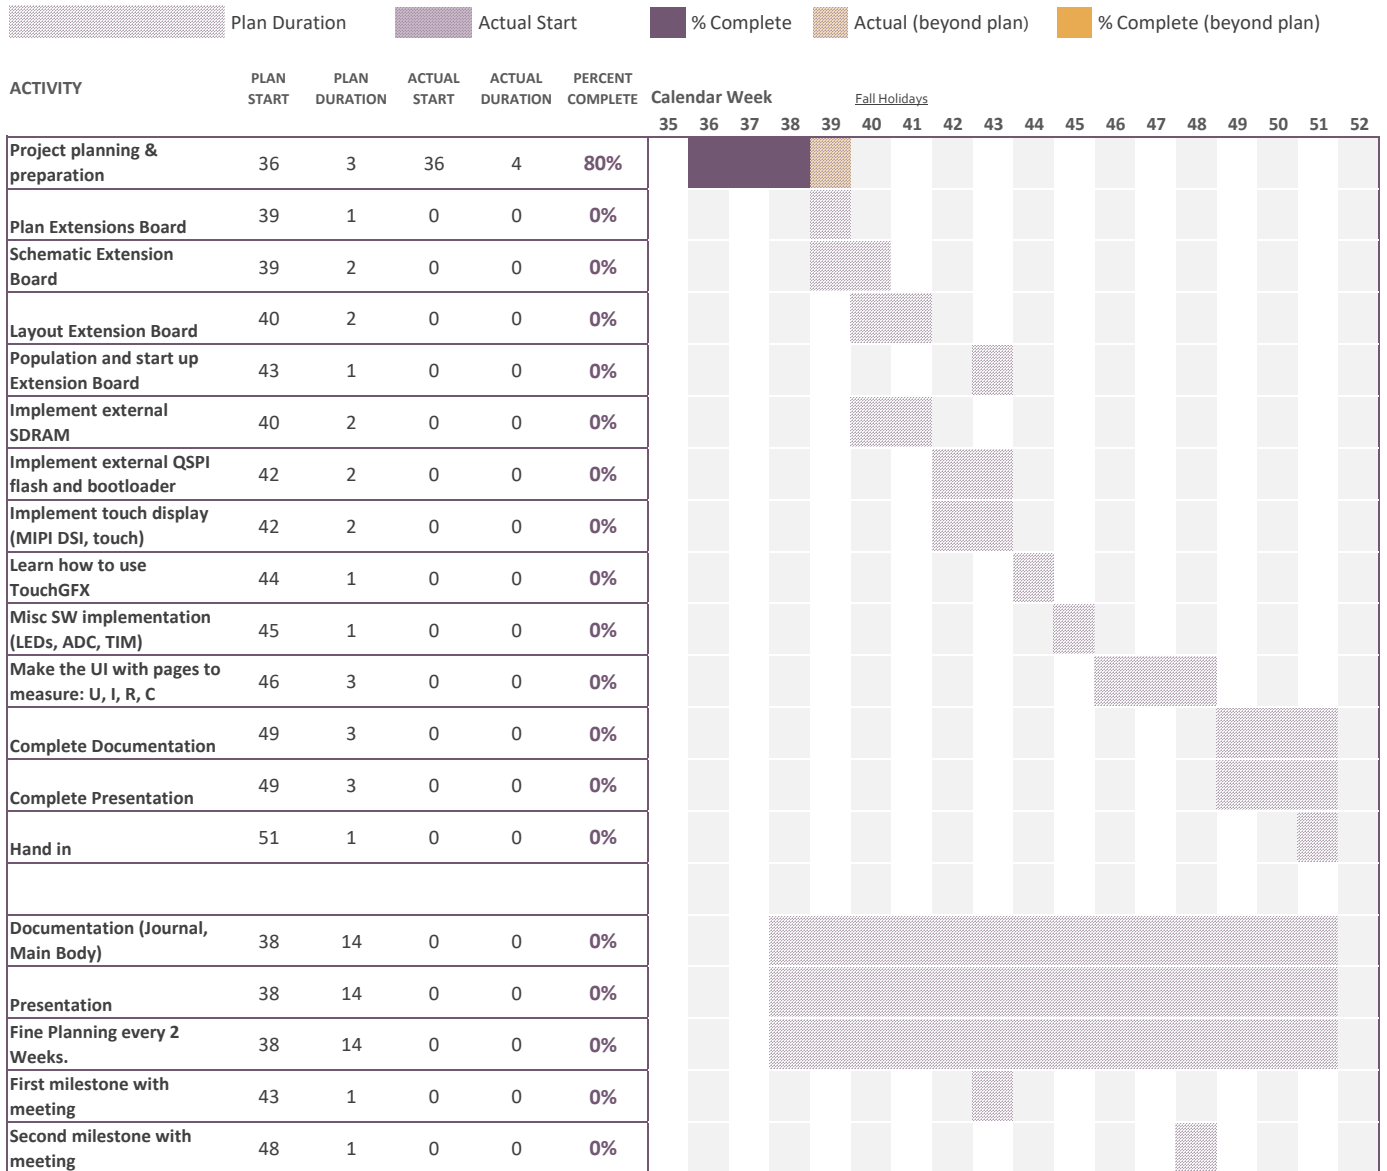 Plan Duration Actual Start % Complete Actual (beyond plan) % Complete (beyond plan)
ACTIVITY PLAN START PLAN DURATION ACTUAL START ACTUAL DURATION PERCENT COMPLETE Calendar Week Fall Holidays
35 36 37 38 39 40 41 42 43 44 45 46 47 48 49 50 51 52
Project planning &
preparation 36 3 36 4 80%
Plan Extensions Board 39 1 0 0 0%
Schematic Extension
Board 39 2 0 0 0%
Layout Extension Board 40 2 0 0 0%
Population and start up
Extension Board 43 1 0 0 0%
Implement external
SDRAM 40 2 0 0 0%
Implement external QSPI
flash and bootloader 42 2 0 0 0%
Implement touch display
(MIPI DSI, touch) 42 2 0 0 0%
Learn how to use
TouchGFX 44 1 0 0 0%
Misc SW implementation
(LEDs, ADC, TIM) 45 1 0 0 0%
Make the UI with pages to
measure: U, I, R, C 46 3 0 0 0%
Complete Documentation 49 3 0 0 0%
Complete Presentation 49 3 0 0 0%
Hand in 51 1 0 0 0%
Documentation (Journal,
Main Body) 38 14 0 0 0%
Presentation 38 14 0 0 0%
Fine Planning every 2
Weeks. 38 14 0 0 0%
First milestone with
meeting 43 1 0 0 0%
Second milestone with
meeting 48 1 0 0 0%